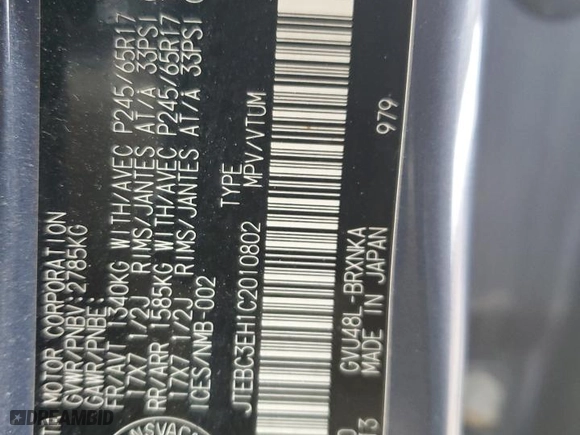 MOTOR CORPORATION
GVWR/PNBV: 2785KG
GAWR/PNBE:
FR/AV 1340KG WITH/AVEC P245/65R17
17X7 1/2J RIMS/JANTES AT/A 33PSI
RR/ARR 1585KG WITH/AVEC P245/65R17
17X7 1/2J RIMS/JANTES AT/A 33PSI C
ICES/NMB-002
JTEBC3EH1C2010802 TYPE
MPV/VTUM
979
GVU48L-BRXNKA
MADE IN JAPAN
DREAMBID